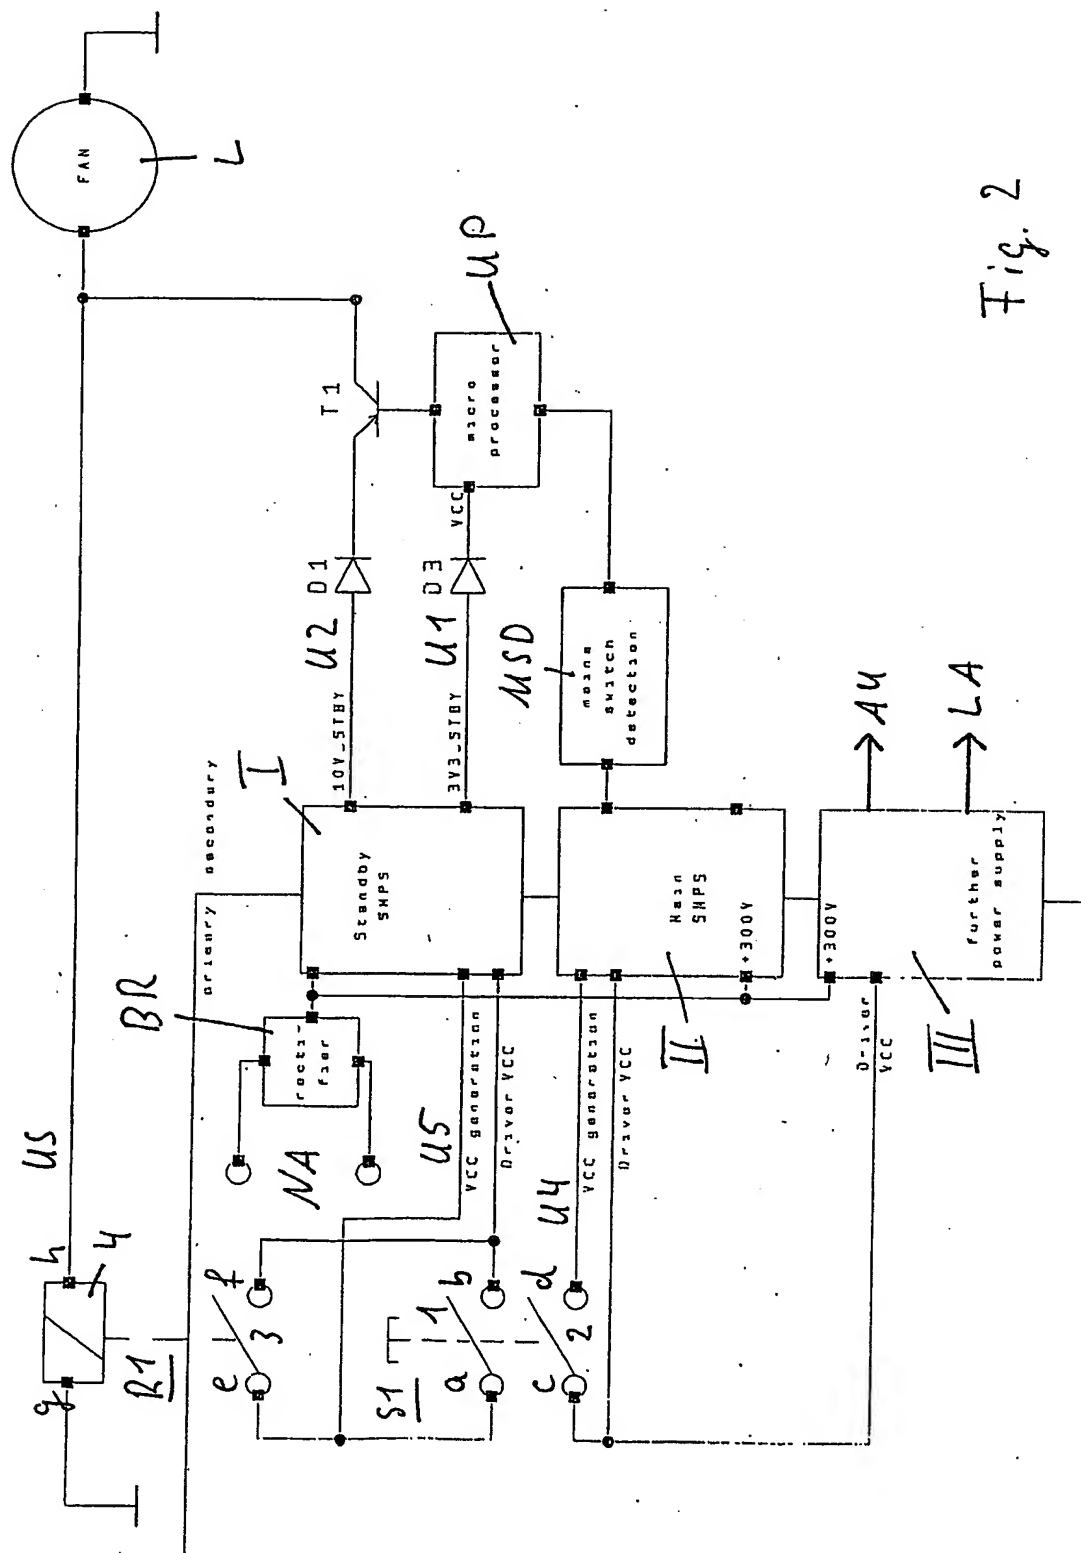 US
h
4
g
R1
FAN
L
primary
secondary
BR
recti-
fier
NA
I
Standby
SMPS
10V_STBY
U2
D1
T1
3V3_STBY
U1
D3
VCC
micro
processor
UP
e
f
3
S1
a
b
1
c
d
2
U5
VCC generation
Driver VCC
U4
VCC generation
Driver VCC
II
Main
SMPS
+300V
MSD
mains
switch
detection
III
Driver
VCC
+300V
further
power supply
AU
LA
Fig. 2